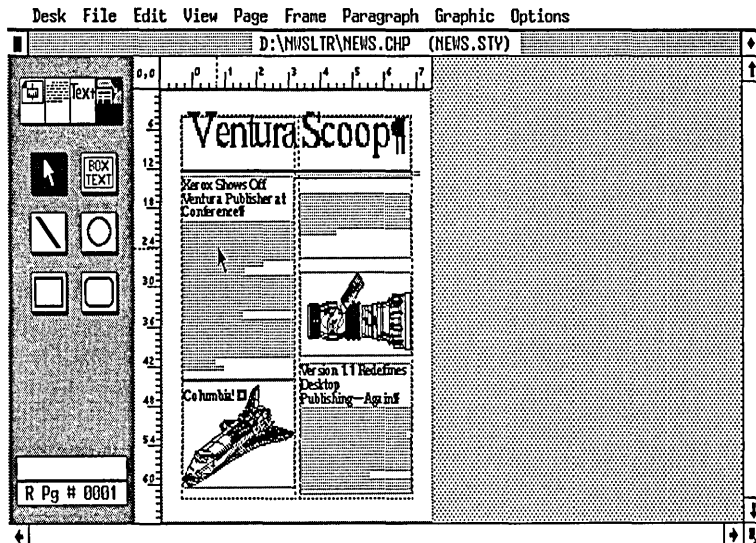 Desk File Edit View Page Frame Paragraph Graphic Options
D:\NWSLTR\NEWS.CHP (NEWS.STY)
0,0
0 1 2 3 4 5 6 7
Text
6
12
18
24
30
36
42
48
54
60
BOX
TEXT
R Pg # 0001
Ventura Scoop¶
Xerox Shows Off
Ventura Publisher at
Conference¶
Columbia!
Version 1.1 Redefines
Desktop
Publishing—Again¶